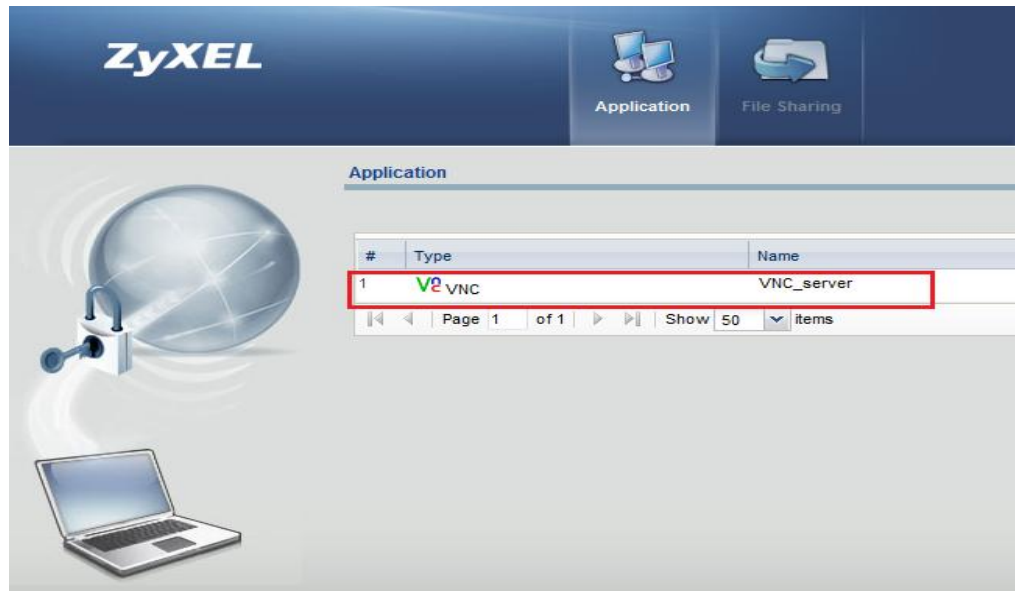 ZyXEL
Application
File Sharing
Application
# Type Name
1 VNC VNC_server
Page 1 of 1 Show 50 items